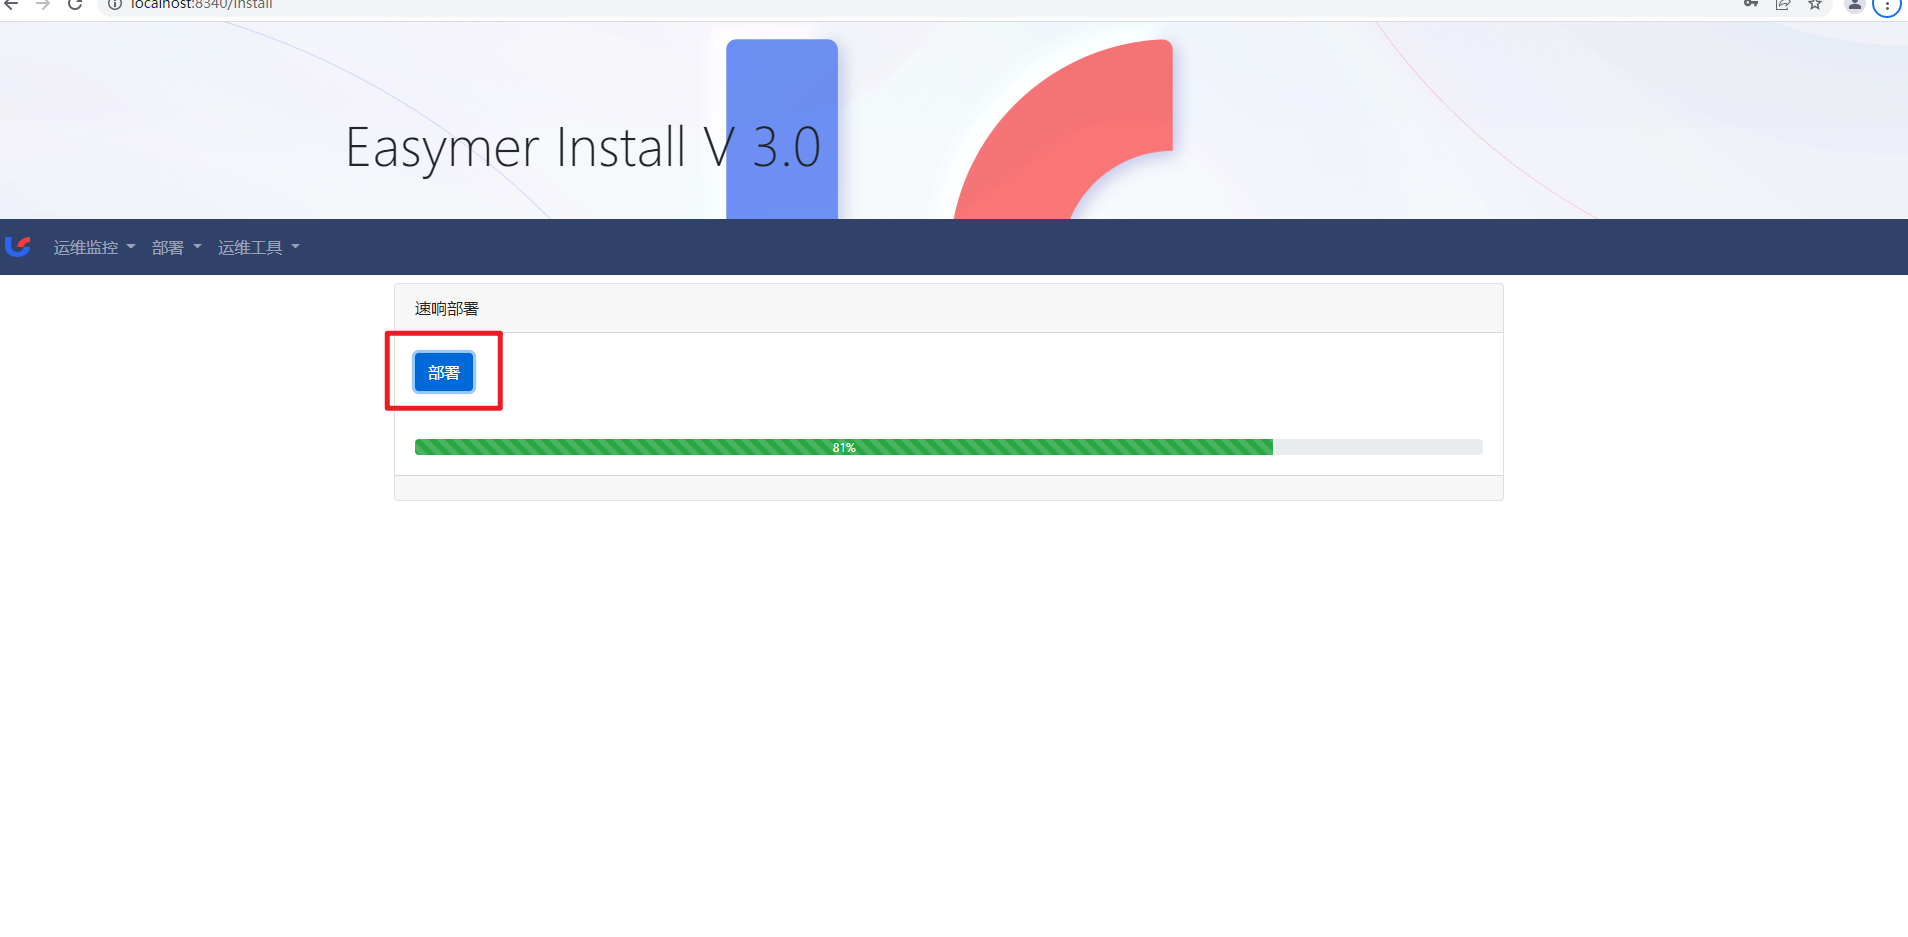 localhost:8340/install
Easymer Install V 3.0
运维监控 部署 运维工具
速响部署
部署
81%